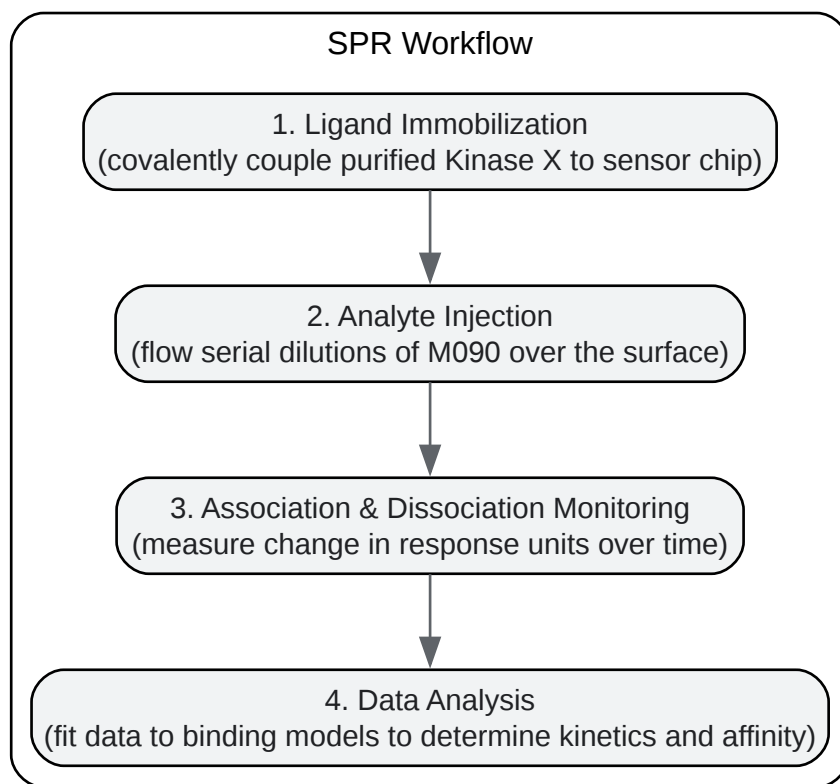 SPR Workflow
1. Ligand Immobilization
(covalently couple purified Kinase X to sensor chip)
2. Analyte Injection
(flow serial dilutions of M090 over the surface)
3. Association & Dissociation Monitoring
(measure change in response units over time)
4. Data Analysis
(fit data to binding models to determine kinetics and affinity)